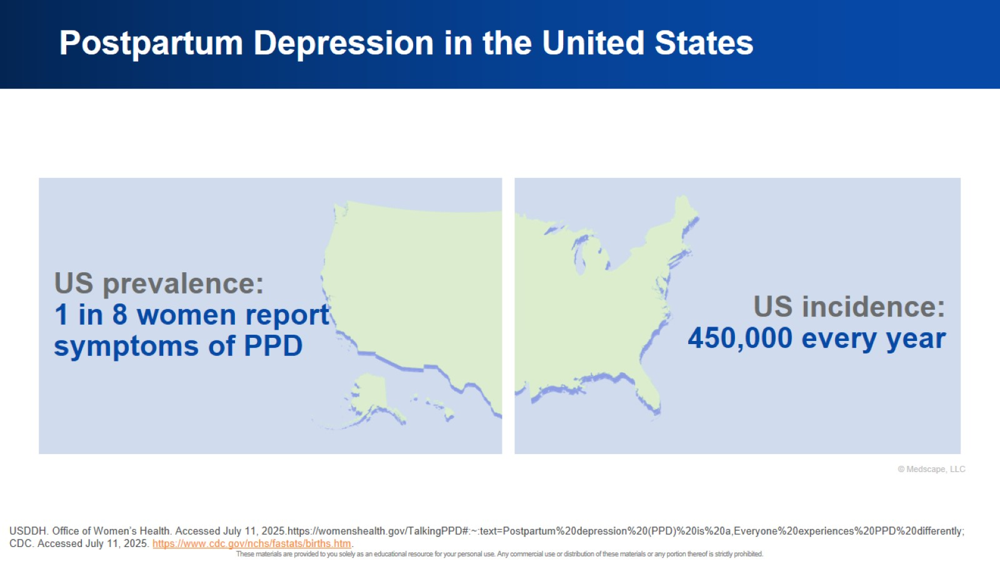 Postpartum Depression in the United States
US prevalence:
1 in 8 women report
symptoms of PPD
US incidence:
450,000 every year
© Medscape, LLC
USDDH. Office of Women’s Health. Accessed July 11, 2025.https://womenshealth.gov/TalkingPPD#:~:text=Postpartum%20depression%20(PPD)%20is%20a,Everyone%20experiences%20PPD%20differently;
CDC. Accessed July 11, 2025. https://www.cdc.gov/nchs/fastats/births.htm.
These materials are provided to you solely as an educational resource for your personal use. Any commercial use or distribution of these materials or any portion thereof is strictly prohibited.